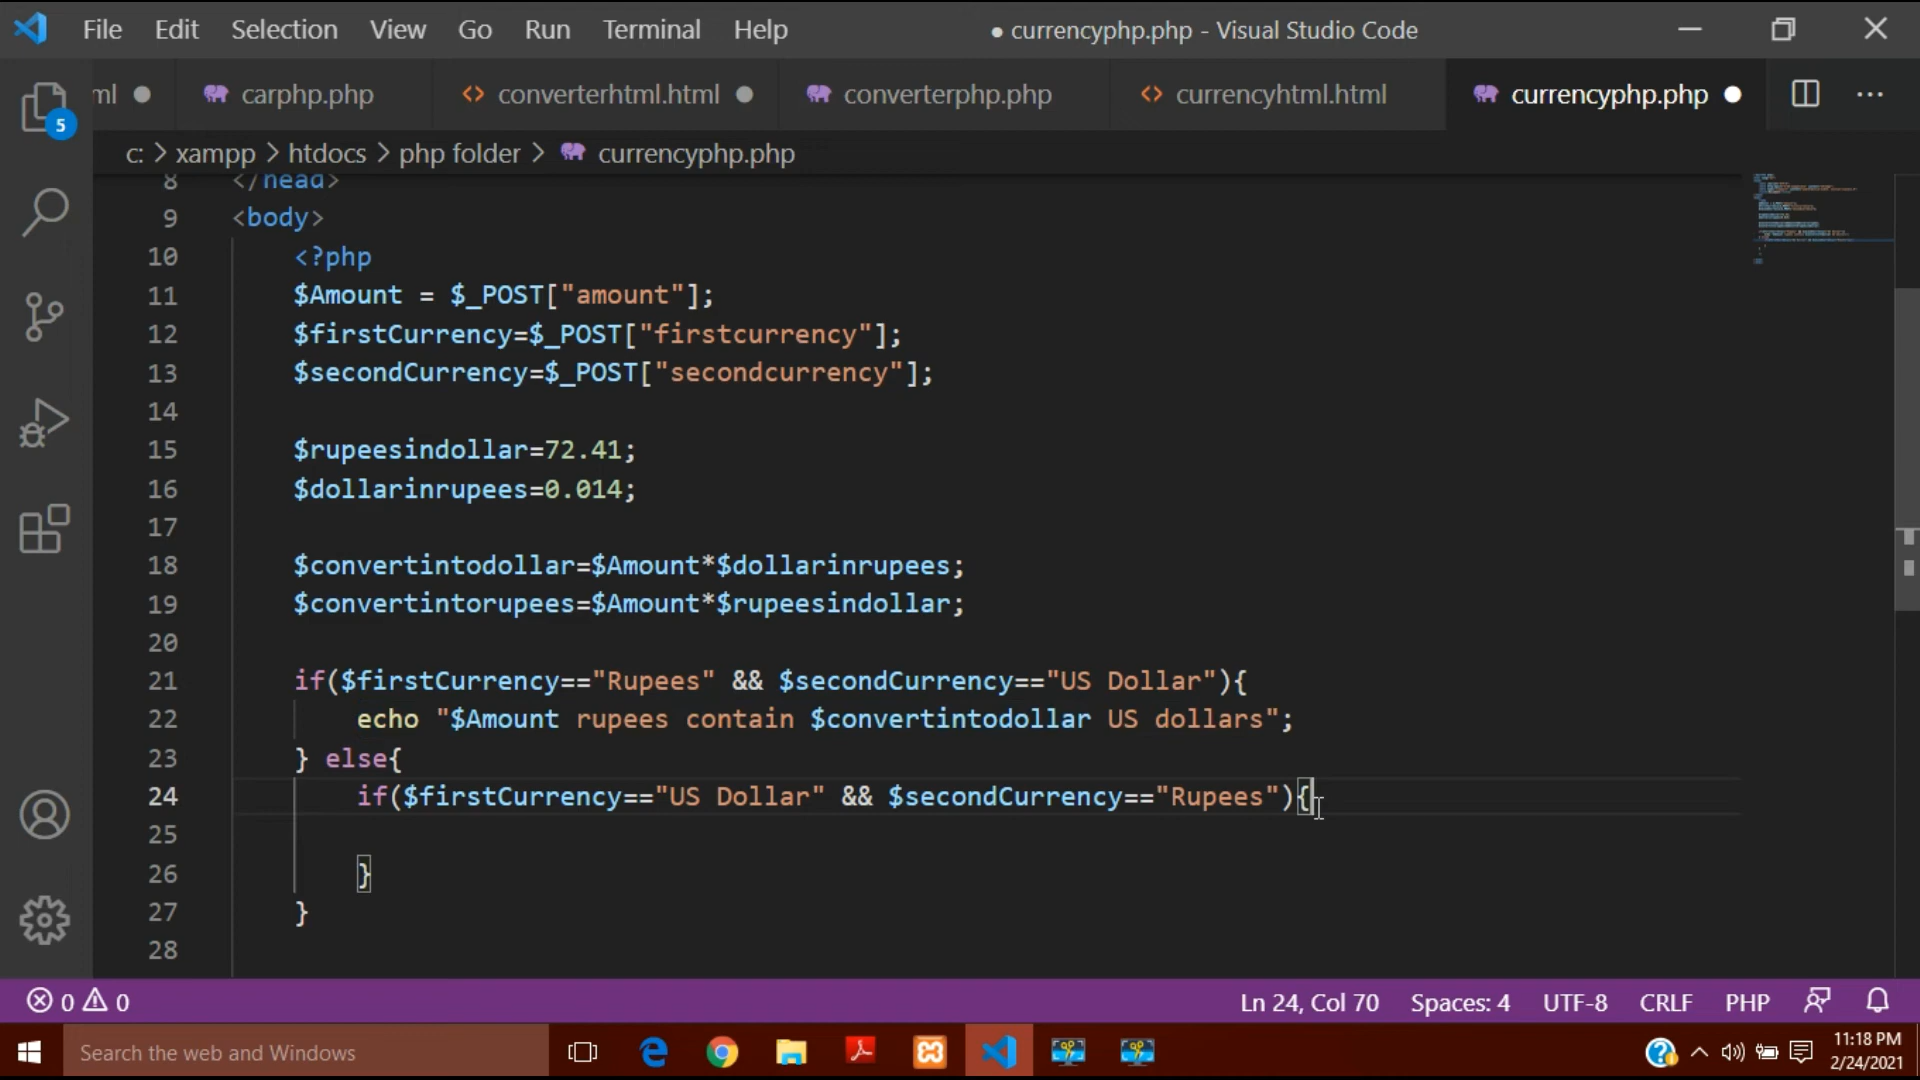 File Edit Selection View Go Run Terminal Help ● currencyphp.php - Visual Studio Code
ml carphp.php converterhtml.html converterphp.php currencyhtml.html currencyphp.php
5
c: > xampp > htdocs > php folder > currencyphp.php
8 </head>
9 <body>
10 <?php
11 $Amount = $_POST["amount"];
12 $firstCurrency=$_POST["firstcurrency"];
13 $secondCurrency=$_POST["secondcurrency"];
14
15 $rupeesindollar=72.41;
16 $dollarinrupees=0.014;
17
18 $convertintodollar=$Amount*$dollarinrupees;
19 $convertintorupees=$Amount*$rupeesindollar;
20
21 if($firstCurrency=="Rupees" && $secondCurrency=="US Dollar"){
22 echo "$Amount rupees contain $convertintodollar US dollars";
23 } else{
24 if($firstCurrency=="US Dollar" && $secondCurrency=="Rupees"){
25
26 }
27 }
28
0 0 Ln 24, Col 70 Spaces: 4 UTF-8 CRLF PHP
Search the web and Windows
11:18 PM
2/24/2021